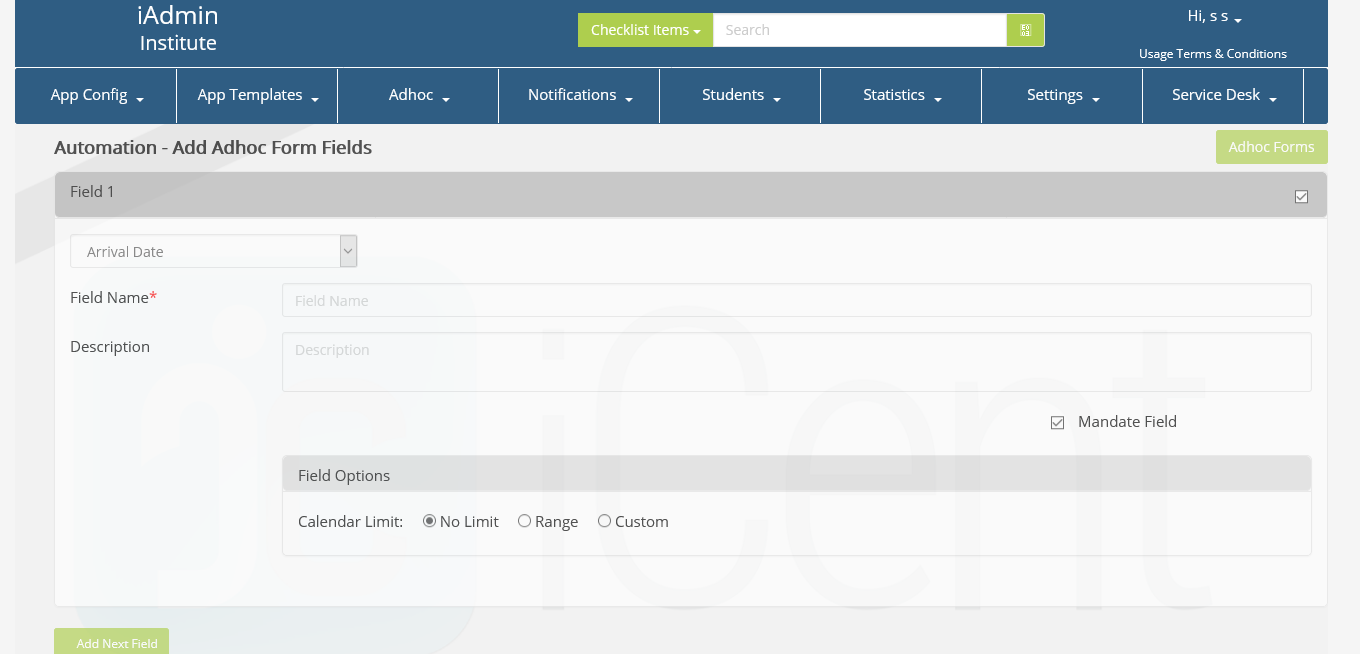 iAdmin
Institute
Checklist Items
Search
Hi, s s
Usage Terms & Conditions
App Config
App Templates
Adhoc
Notifications
Students
Statistics
Settings
Service Desk
Automation - Add Adhoc Form Fields
Adhoc Forms
Field 1
Arrival Date
Field Name*
Field Name
Description
Description
Mandate Field
Field Options
Calendar Limit: No Limit Range Custom
iCent
Add Next Field